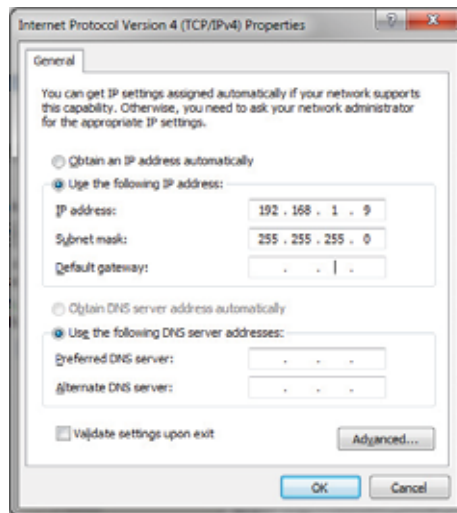 Internet Protocol Version 4 (TCP/IPv4) Properties
General
You can get IP settings assigned automatically if your network supports
this capability. Otherwise, you need to ask your network administrator
for the appropriate IP settings.
Obtain an IP address automatically
Use the following IP address:
IP address: 192 . 168 . 1 . 9
Subnet mask: 255 . 255 . 255 . 0
Default gateway: . . .
Obtain DNS server address automatically
Use the following DNS server addresses:
Preferred DNS server: . . .
Alternate DNS server: . . .
Validate settings upon exit
Advanced...
OK Cancel